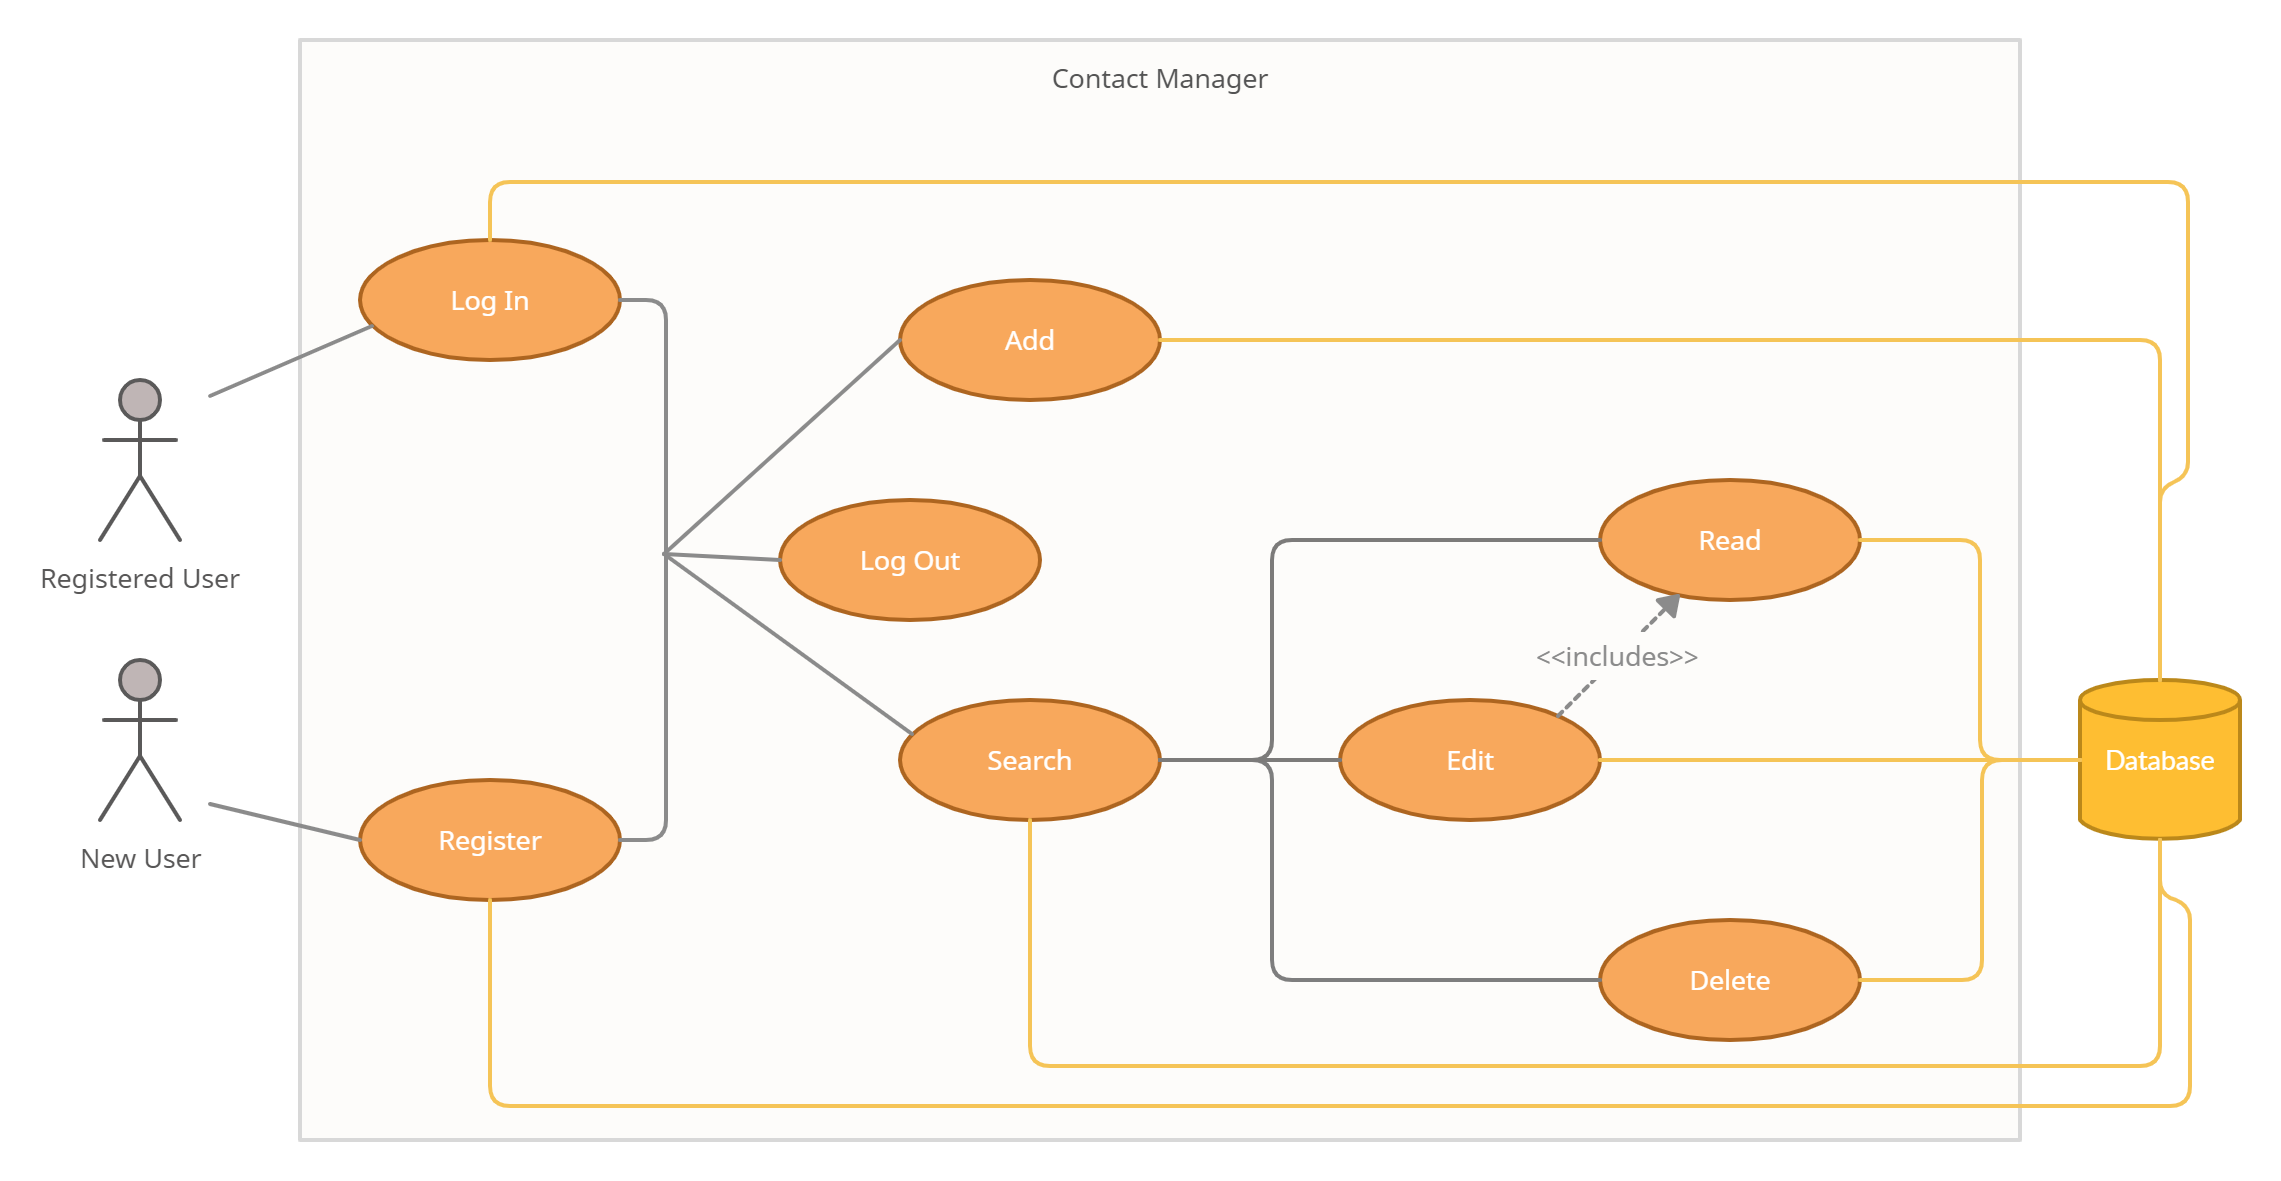 Contact Manager
Log In
Add
Registered User
Log Out
Read
<<includes>>
New User
Register
Search
Edit
Database
Delete